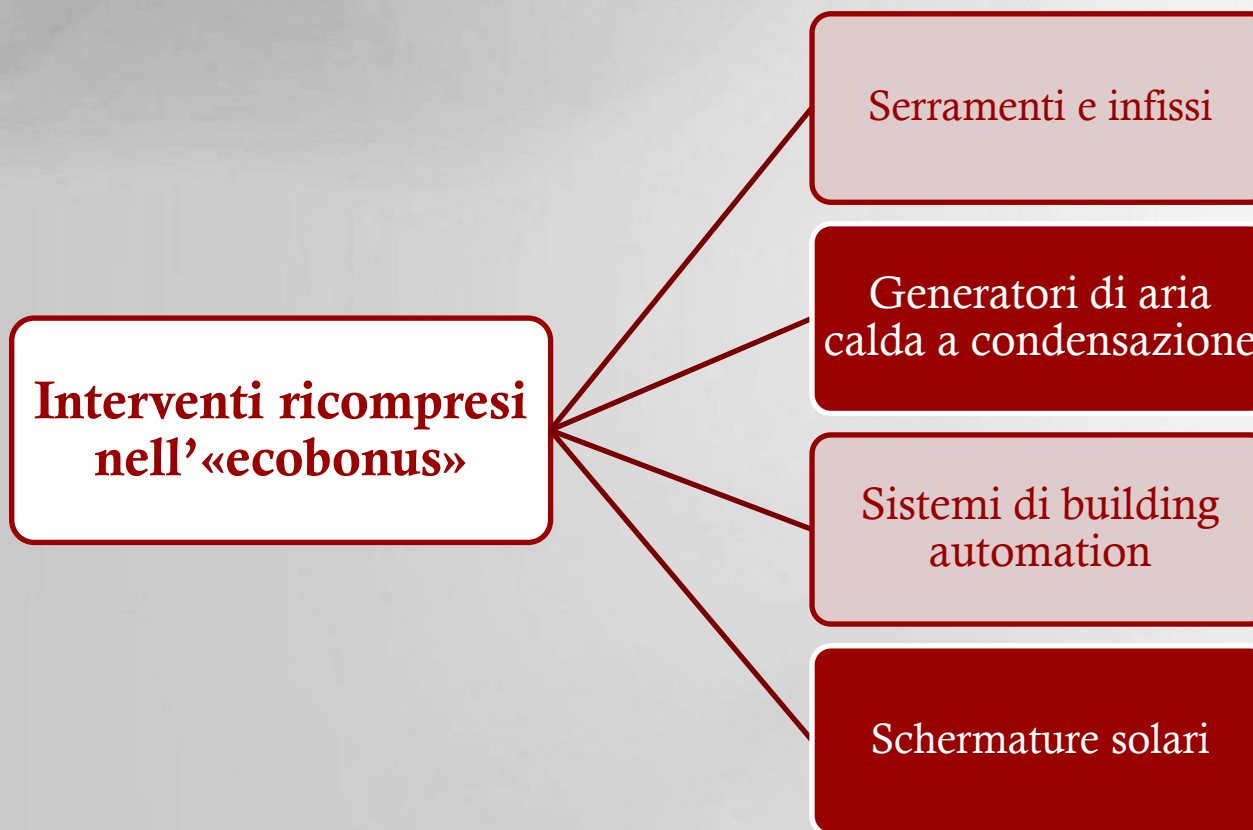 Interventi ricompresi
nell’«ecobonus»
Serramenti e infissi
Generatori di aria
calda a condensazione
Sistemi di building
automation
Schermature solari